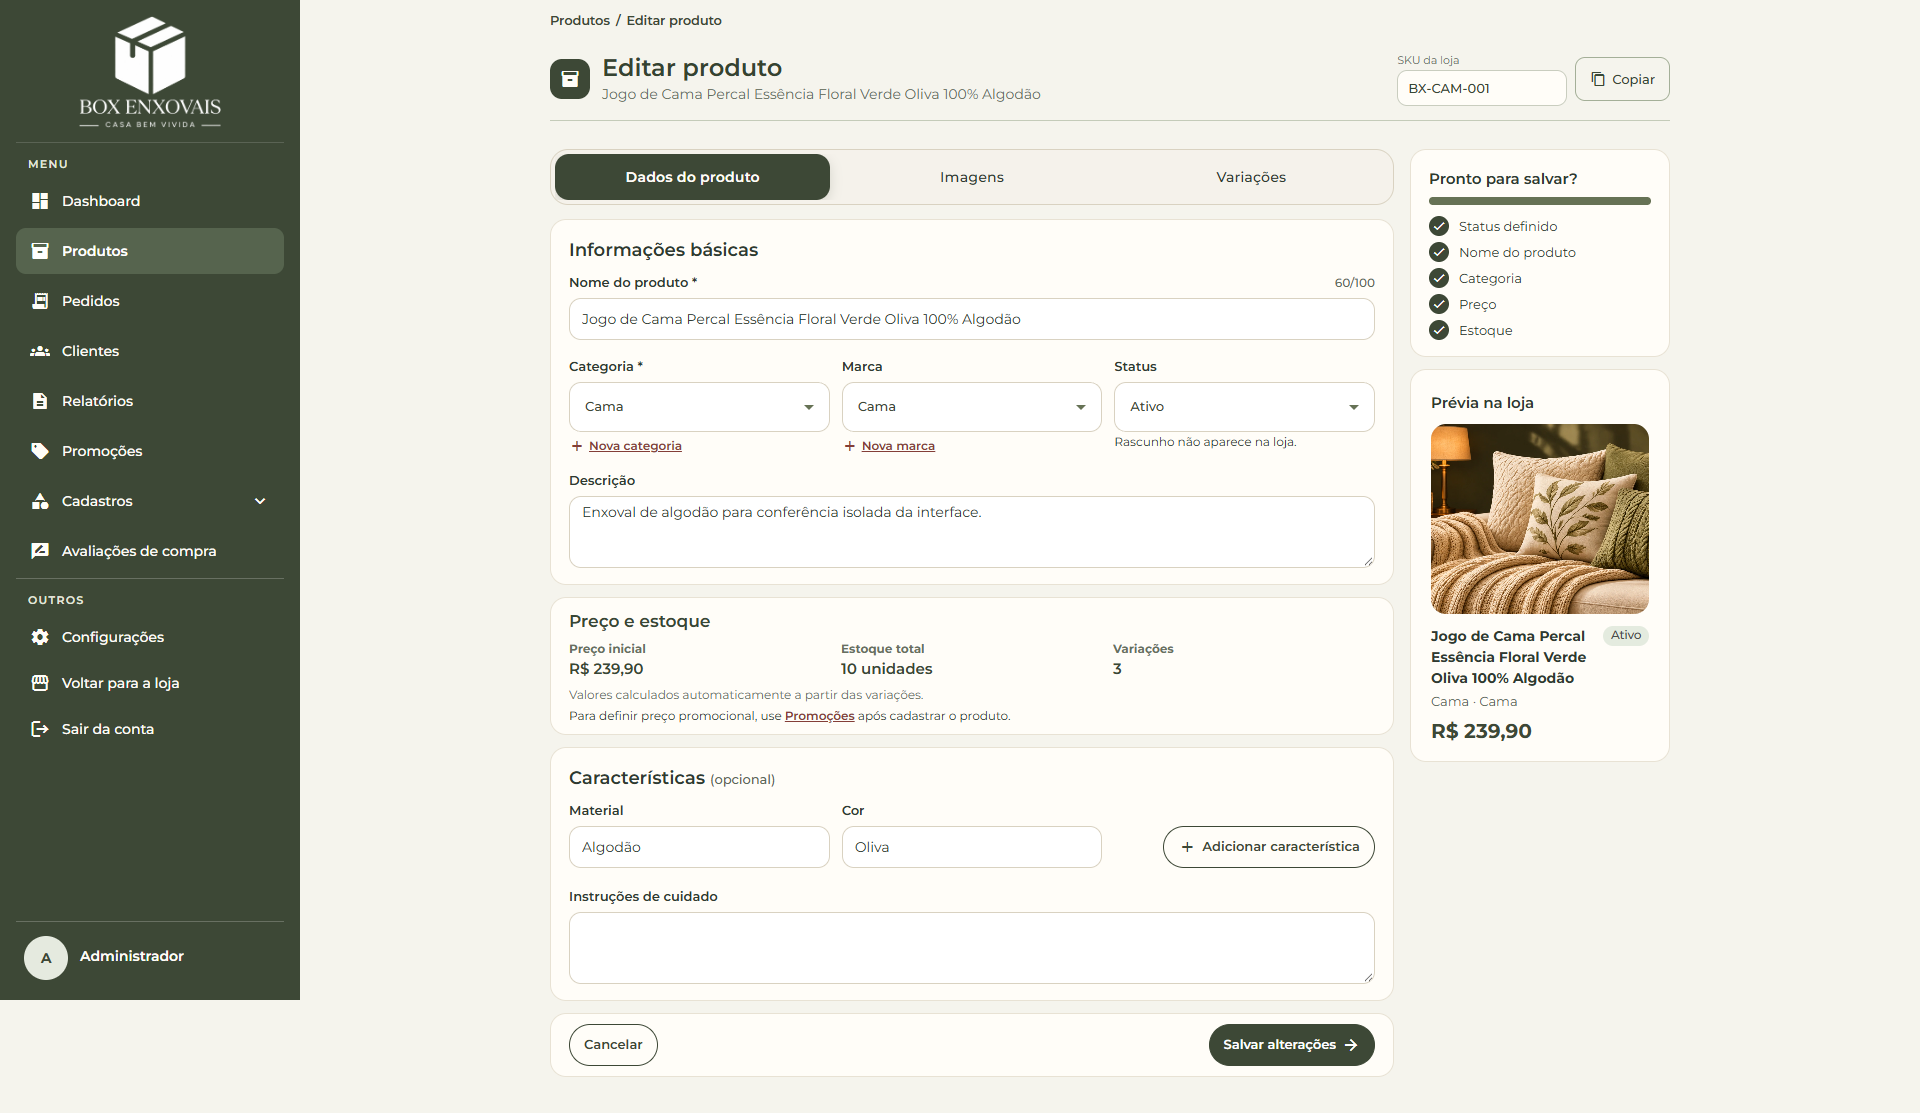 BOX ENXOVAIS
CASA BEM VIVIDA
MENU
Dashboard
Produtos
Pedidos
Clientes
Relatórios
Promoções
Cadastros
Avaliações de compra
OUTROS
Configurações
Voltar para a loja
Sair da conta
A
Administrador
Produtos / Editar produto
Editar produto
Jogo de Cama Percal Essência Floral Verde Oliva 100% Algodão
SKU da loja
BX-CAM-001
Copiar
Dados do produto
Imagens
Variações
Informações básicas
Nome do produto *
60/100
Jogo de Cama Percal Essência Floral Verde Oliva 100% Algodão
Categoria *
Marca
Status
Cama
Cama
Ativo
+ Nova categoria
+ Nova marca
Rascunho não aparece na loja.
Descrição
Enxoval de algodão para conferência isolada da interface.
Preço e estoque
Preço inicial
Estoque total
Variações
R$ 239,90
10 unidades
3
Valores calculados automaticamente a partir das variações.
Para definir preço promocional, use Promoções após cadastrar o produto.
Características (opcional)
Material
Cor
Algodão
Oliva
+ Adicionar característica
Instruções de cuidado
Cancelar
Salvar alterações →
Pronto para salvar?
Status definido
Nome do produto
Categoria
Preço
Estoque
Prévia na loja
Jogo de Cama Percal
Essência Floral Verde
Oliva 100% Algodão
Ativo
Cama · Cama
R$ 239,90